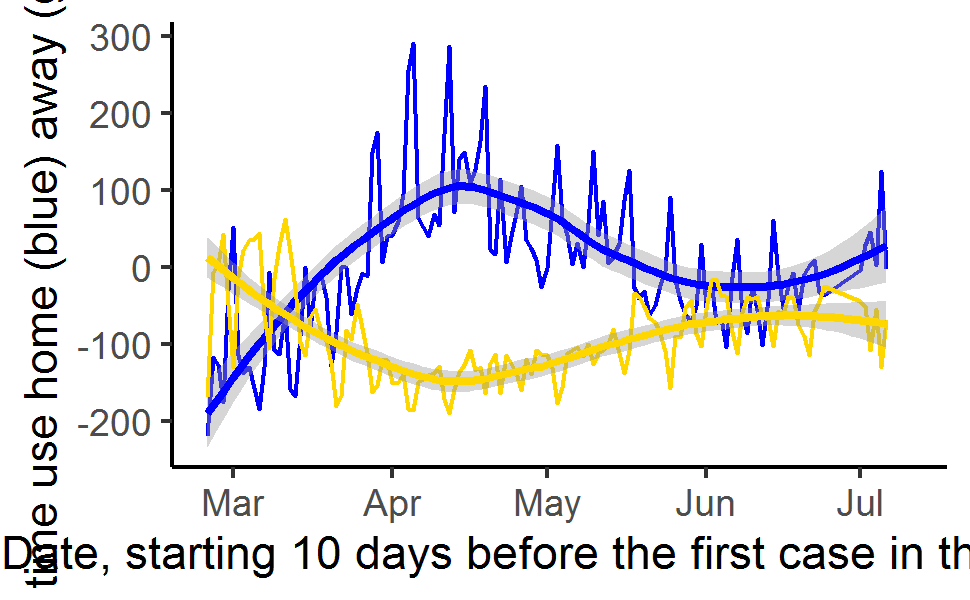 time use home (blue) away (
300
200
100
0
-100
-200
Mar Apr May Jun Jul
Date, starting 10 days before the first case in th